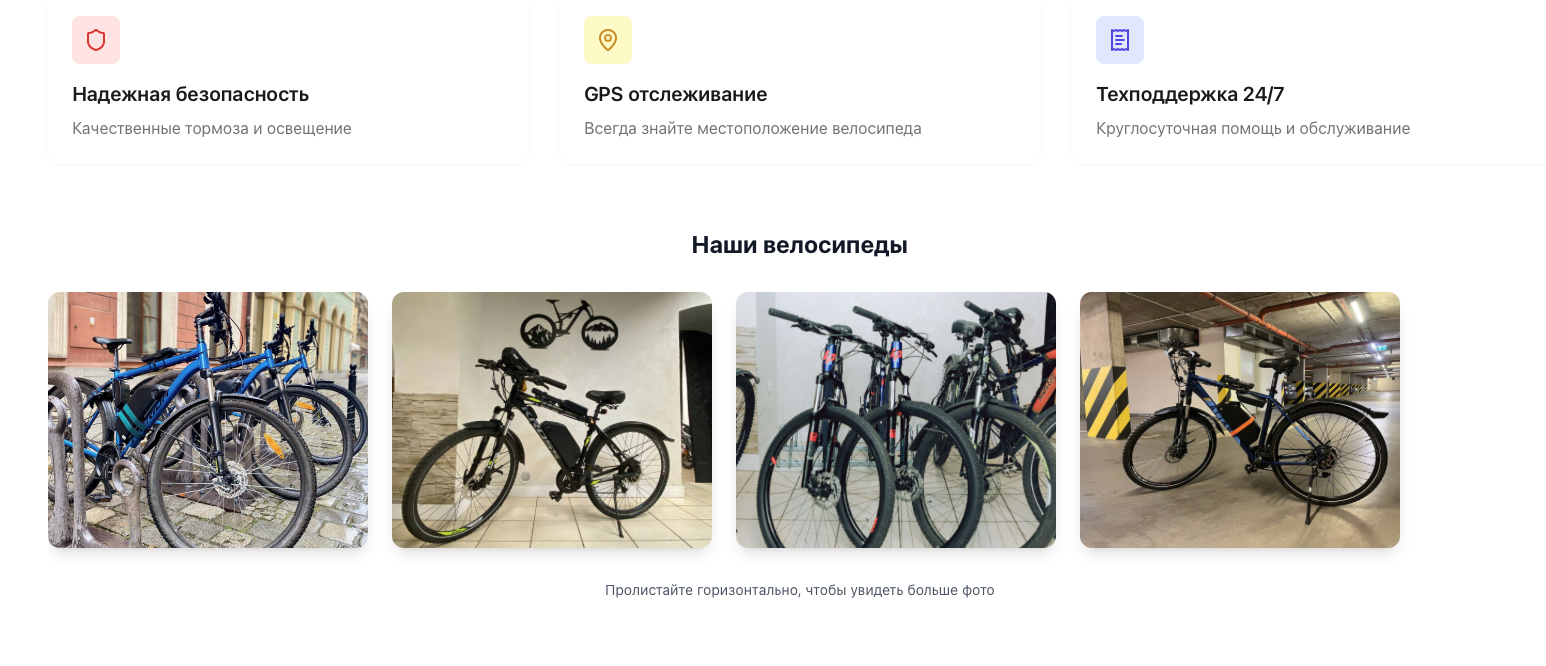 Надежная безопасность
Качественные тормоза и освещение
GPS отслеживание
Всегда знайте местоположение велосипеда
Техподдержка 24/7
Круглосуточная помощь и обслуживание
Наши велосипеды
Пролистайте горизонтально, чтобы увидеть больше фото